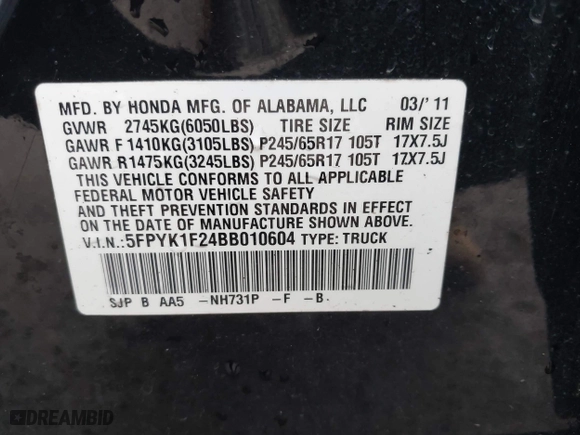 MFD. BY HONDA MFG. OF ALABAMA, LLC 03/'11
GVWR 2745KG(6050LBS) TIRE SIZE RIM SIZE
GAWR F 1410KG(3105LBS) P245/65R17 105T 17X7.5J
GAWR R1475KG(3245LBS) P245/65R17 105T 17X7.5J
THIS VEHICLE CONFORMS TO ALL APPLICABLE
FEDERAL MOTOR VEHICLE SAFETY
AND THEFT PREVENTION STANDARDS IN EFFECT
ON THE DATE OF MANUFACTURE SHOWN ABOVE.
V.I.N.:5FPYK1F24BB010604 TYPE: TRUCK
SJP B AA5 -NH731P -F -B-
DREAMBID